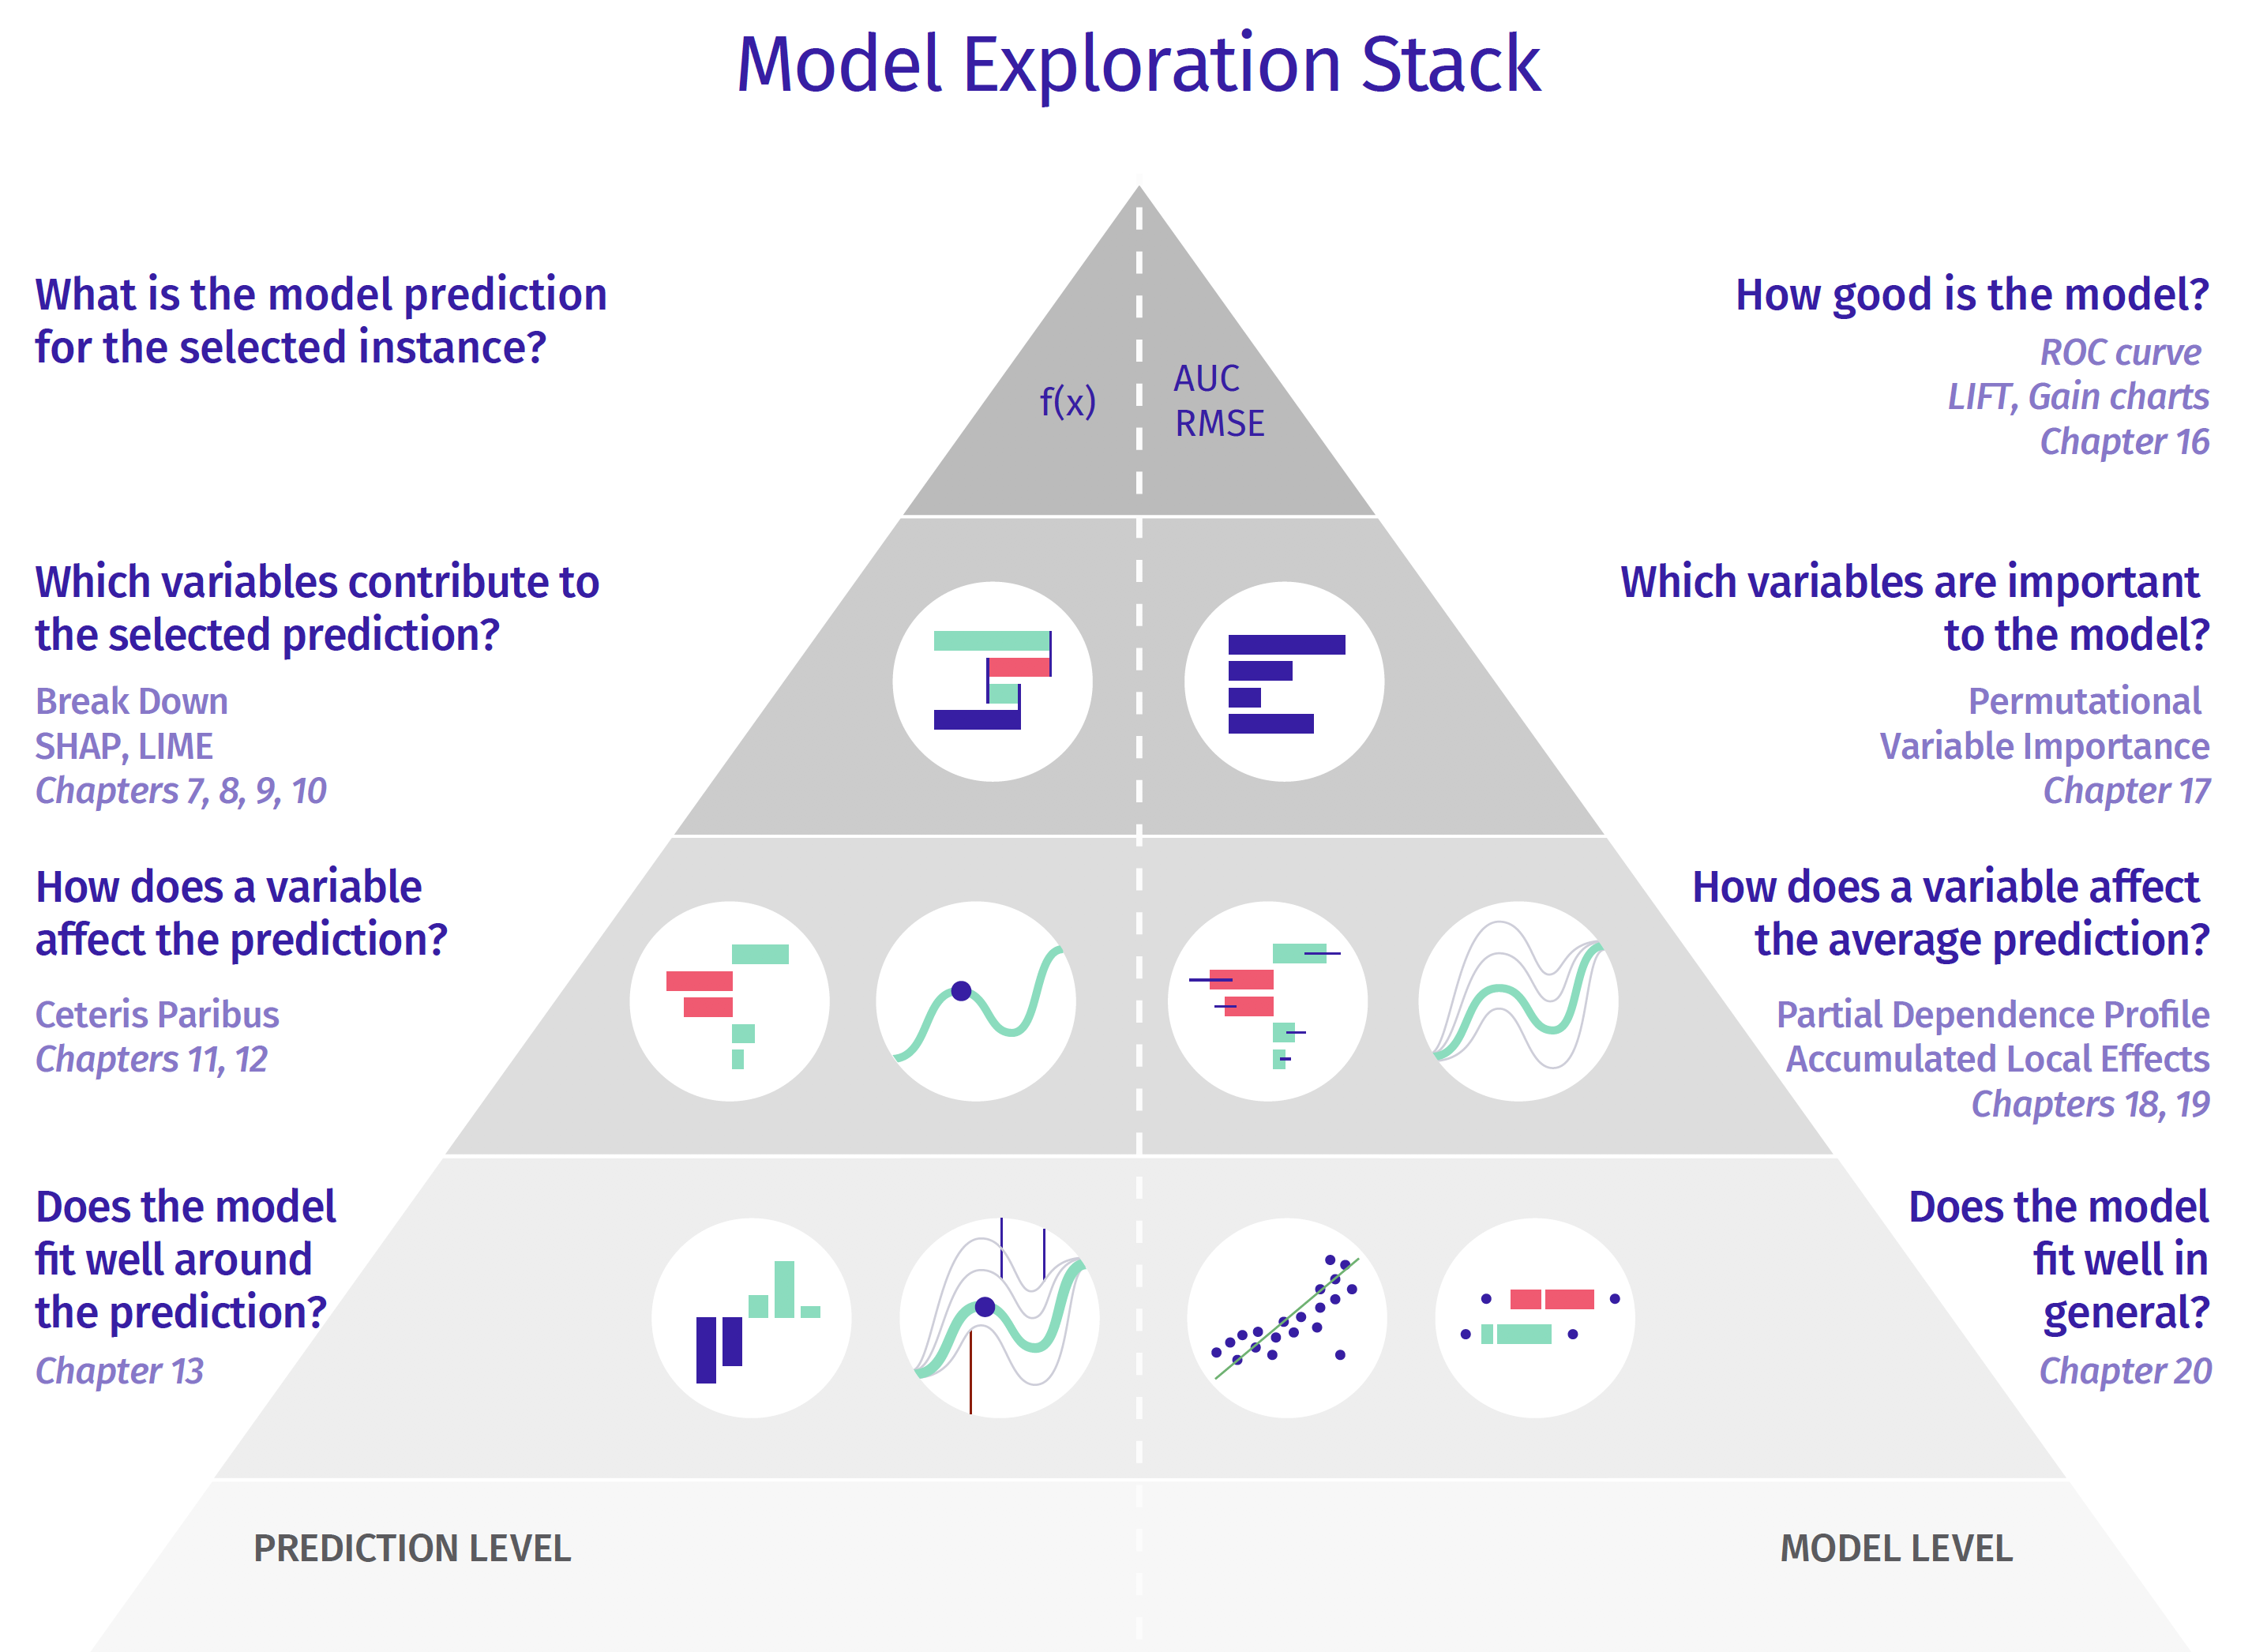 Model Exploration Stack
What is the model prediction
for the selected instance?
f(x)
AUC
RMSE
How good is the model?
ROC curve
LIFT, Gain charts
Chapter 16
Which variables contribute to
the selected prediction?
Break Down
SHAP, LIME
Chapters 7, 8, 9, 10
Which variables are important
to the model?
Permutational
Variable Importance
Chapter 17
How does a variable
affect the prediction?
Ceteris Paribus
Chapters 11, 12
How does a variable affect
the average prediction?
Partial Dependence Profile
Accumulated Local Effects
Chapters 18, 19
Does the model
fit well around
the prediction?
Chapter 13
Does the model
fit well in
general?
Chapter 20
PREDICTION LEVEL
MODEL LEVEL